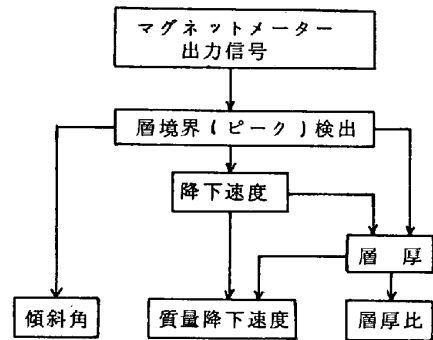 マグネットメーター
出力信号
層境界(ピーク)検出
降下速度
層 厚
傾斜角
質量降下速度
層厚比